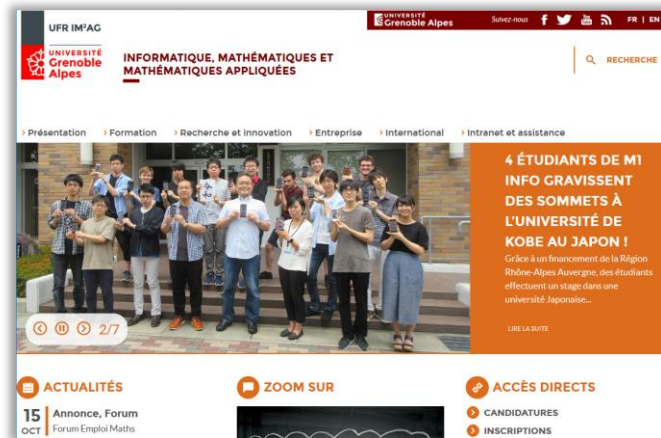 UFR IM²AG
UNIVERSITÉ
Grenoble
Alpes
UNIVERSITÉ
Grenoble Alpes
Suivez-nous
FR | EN
INFORMATIQUE, MATHÉMATIQUES ET
MATHÉMATIQUES APPLIQUÉES
RECHERCHE
Présentation
Formation
Recherche et innovation
Entreprise
International
Intranet et assistance
4 ÉTUDIANTS DE M1
INFO GRAVISSENT
DES SOMMETS À
L'UNIVERSITÉ DE
KOBE AU JAPON !
Grâce à un financement de la Région
Rhône-Alpes Auvergne, des étudiants
effectuent un stage dans une
université Japonaise...
LIRE LA SUITE
2/7
ACTUALITÉS
15
OCT
Annonce, Forum
Forum Emploi Maths
ZOOM SUR
ACCÈS DIRECTS
CANDIDATURES
INSCRIPTIONS